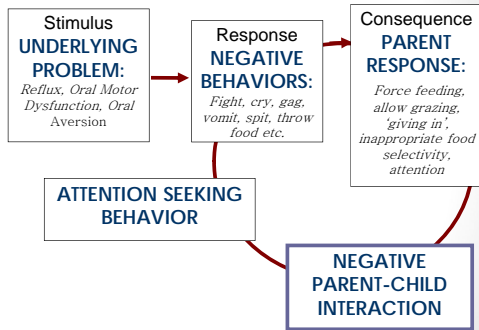 Stimulus
UNDERLYING
PROBLEM:
Reflux, Oral Motor
Dysfunction, Oral
Aversion
Response
NEGATIVE
BEHAVIORS:
Fight, cry, gag,
vomit, spit, throw
food etc.
Consequence
PARENT
RESPONSE:
Force feeding,
allow grazing,
‘giving in’,
inappropriate food
selectivity,
attention
ATTENTION SEEKING
BEHAVIOR
NEGATIVE
PARENT-CHILD
INTERACTION